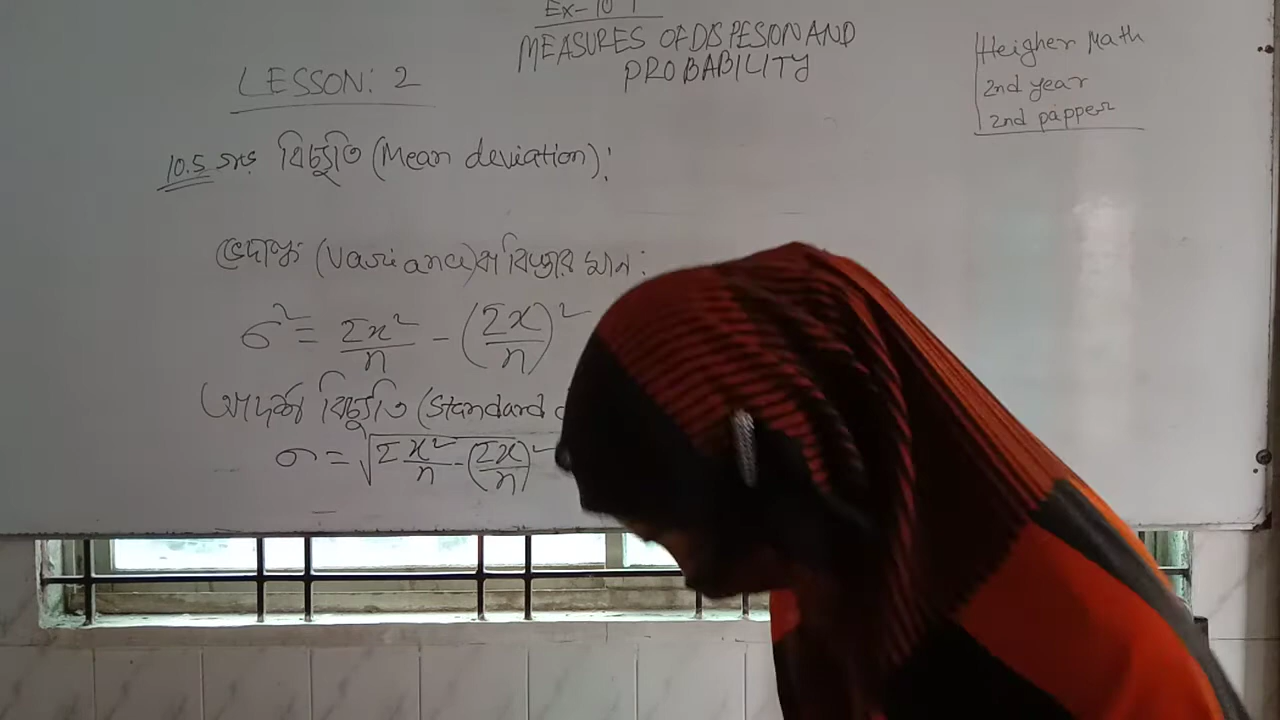 Ex-10.1
MEASURES OF DISPESION AND
PROBABILITY
Heigher Math
2nd year
2nd papper
LESSON: 2
10.5 গড় বিচ্যুতি (Mean deviation):
ভেদাঙ্ক (Variance) বা বিস্তার মান:
σ² = Σx²/n - (Σx/n)²
আদর্শ বিচ্যুতি (Standard
σ = √(Σx²/n - (Σx/n)²)